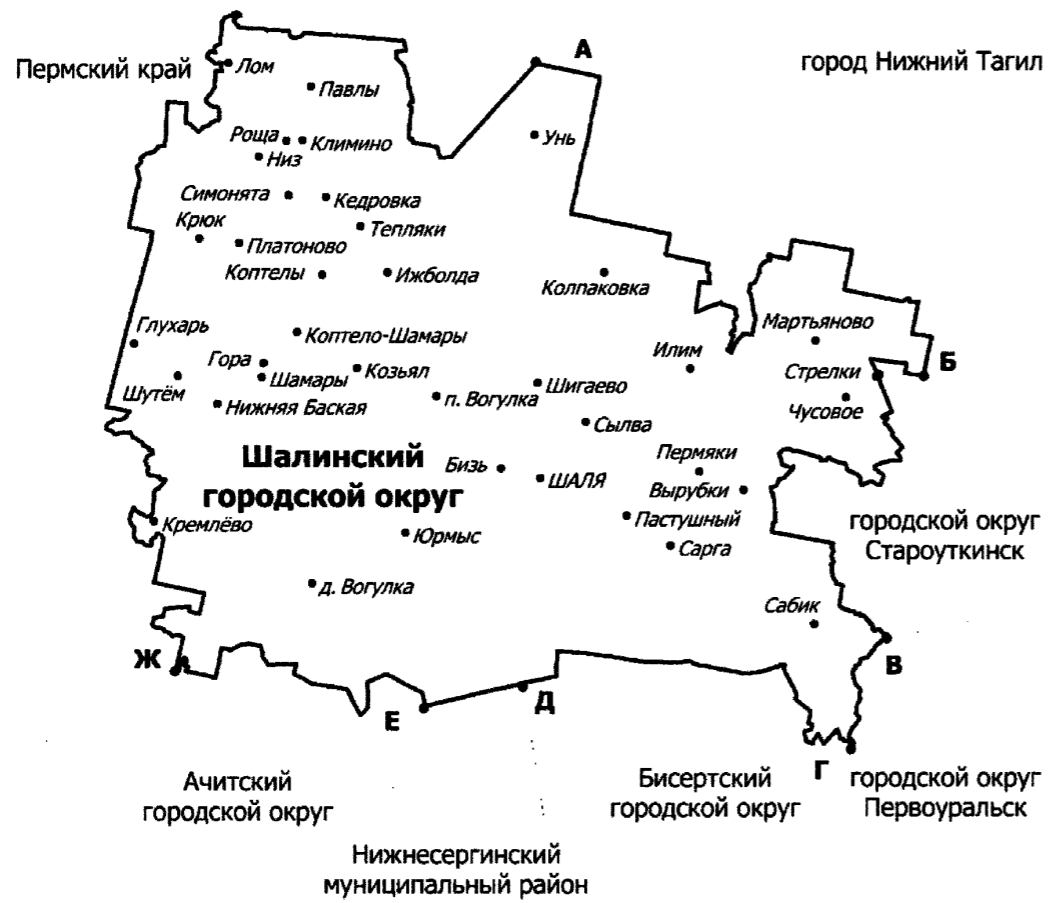 А
город Нижний Тагил
Пермский край
Лом
Павлы
Унь
Роща
Климино
Низ
Симонята
Кедровка
Крюк
Тепляки
Платоново
Коптелы
Ижболда
Колпаковка
Мартьяново
Глухарь
Коптело-Шамары
Илим
Гора
Козьял
Стрелки
Б
Шамары
Шигаево
Шутём
п. Вогулка
Нижняя Баская
Чусовое
Сылва
Шалинский
городской округ
Пермяки
Бизь
ШАЛЯ
Вырубки
Кремлёво
Пастушный
городской округ
Староуткинск
Юрмыс
Сарга
д. Вогулка
Сабик
Ж
В
Е
Д
Г
Ачитский
городской округ
Бисертский
городской округ
городской округ
Первоуральск
Нижнесергинский
муниципальный район